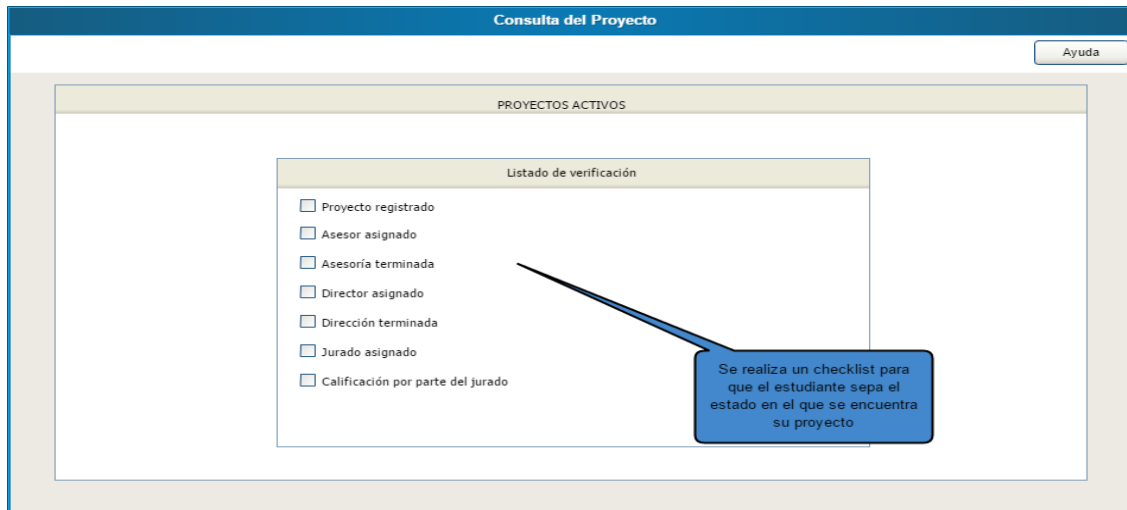 Consulta del Proyecto
Ayuda
PROYECTOS ACTIVOS
Listado de verificación
Proyecto registrado
Asesor asignado
Asesoría terminada
Director asignado
Dirección terminada
Jurado asignado
Calificación por parte del jurado
Se realiza un checklist para
que el estudiante sepa el
estado en el que se encuentra
su proyecto